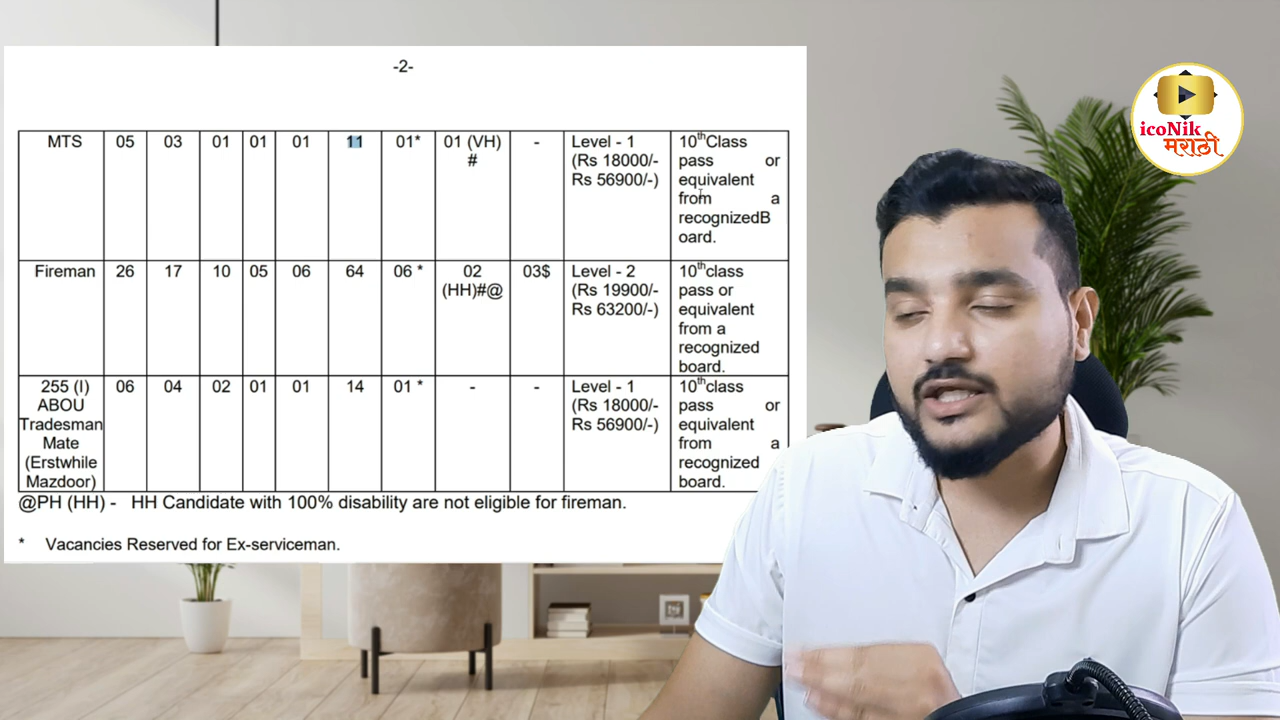 -2-
MTS 05 03 01 01 01 11 01* 01 (VH) # - Level - 1 (Rs 18000/- Rs 56900/-) 10thClass pass or equivalent from a recognizedB oard.
Fireman 26 17 10 05 06 64 06 * 02 (HH)#@ 03$ Level - 2 (Rs 19900/- Rs 63200/-) 10thclass pass or equivalent from a recognized board.
255 (I) ABOU Tradesman Mate (Erstwhile Mazdoor) 06 04 02 01 01 14 01 * - - Level - 1 (Rs 18000/- Rs 56900/-) 10thclass pass or equivalent from a recognized board.
@PH (HH) - HH Candidate with 100% disability are not eligible for fireman.
* Vacancies Reserved for Ex-serviceman.
icoNik
मराठी